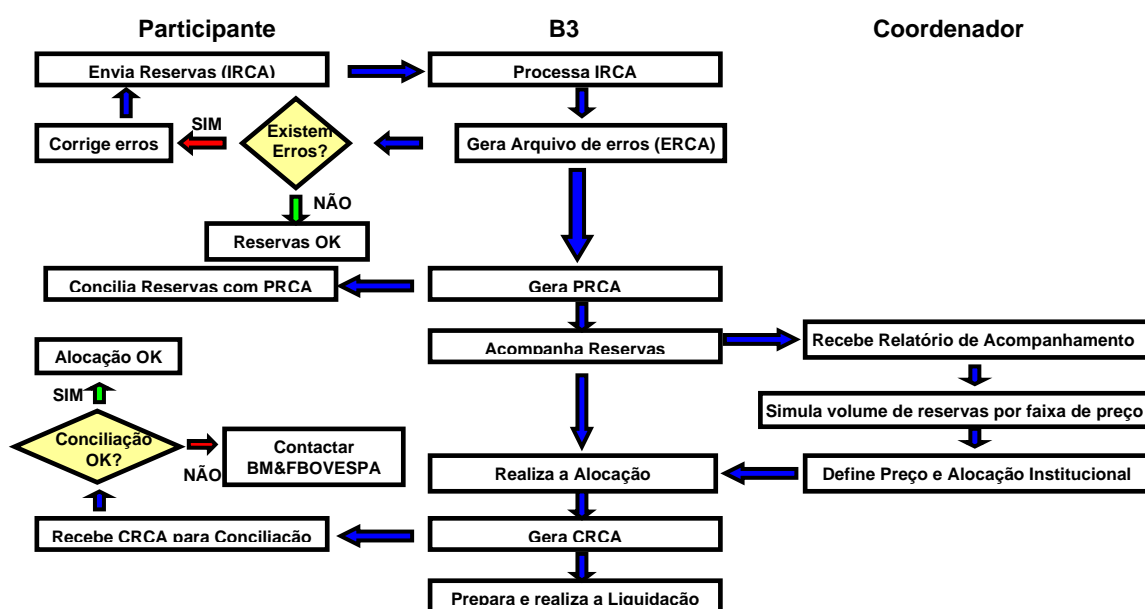 Participante
B3
Coordenador
Envia Reservas (IRCA)
Processa IRCA
SIM
Existem
Erros?
Corrige erros
Gera Arquivo de erros (ERCA)
NÃO
Reservas OK
Concilia Reservas com PRCA
Gera PRCA
Acompanha Reservas
Recebe Relatório de Acompanhamento
Alocação OK
SIM
Simula volume de reservas por faixa de preço
Conciliação
OK?
NÃO
Contactar
BM&FBOVESPA
Realiza a Alocação
Define Preço e Alocação Institucional
Recebe CRCA para Conciliação
Gera CRCA
Prepara e realiza a Liquidação